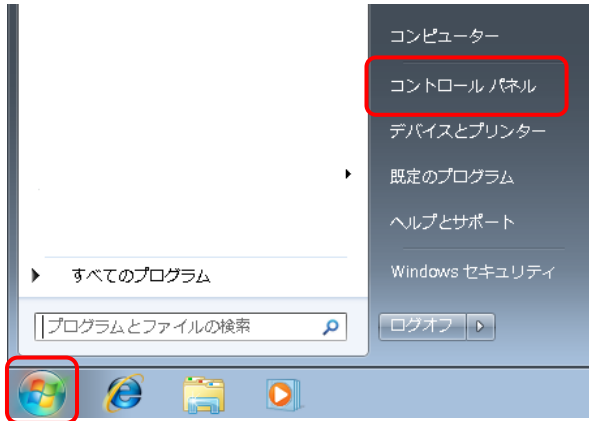 コンピューター
コントロール パネル
デバイスとプリンター
既定のプログラム
ヘルプとサポート
すべてのプログラム
Windows セキュリティ
プログラムとファイルの検索
ログオフ